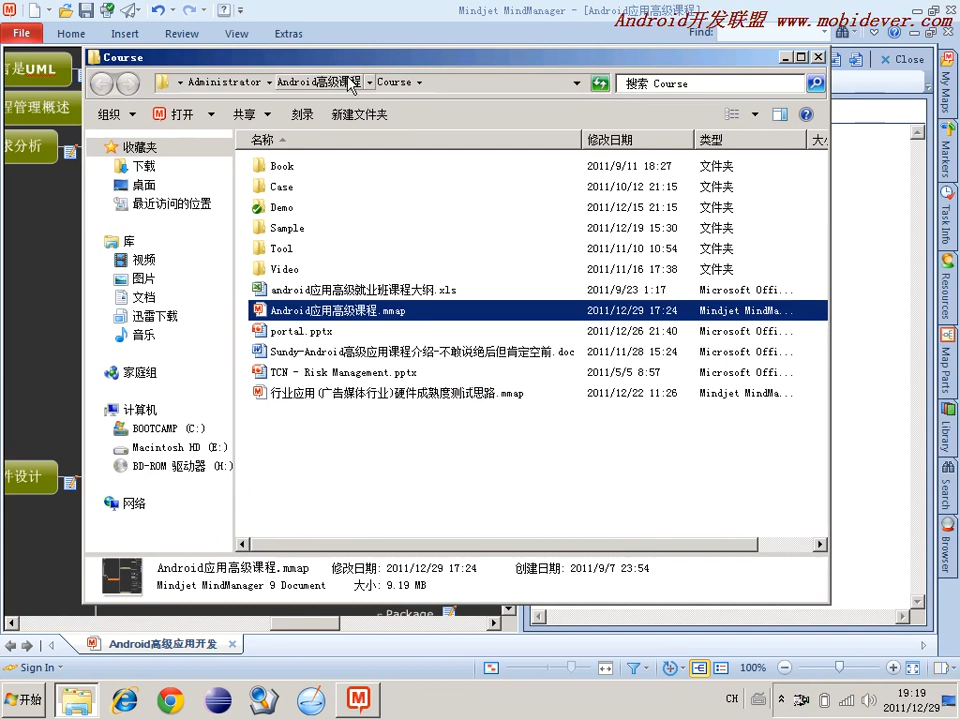 Mindjet MindManager - [Android应用高级课程]
Android开发联盟 www.mobidever.com
File Home Insert Review View Extras Find:
Course
Administrator Android高级课程 Course 搜索 Course
组织 打开 共享 刻录 新建文件夹
名称 修改日期 类型 大小
收藏夹
下载
桌面
最近访问的位置
库
视频
图片
文档
迅雷下载
音乐
家庭组
计算机
BOOTCAMP (C:)
Macintosh HD (E:)
BD-ROM 驱动器 (H:)
网络
Book 2011/9/11 18:27 文件夹
Case 2011/10/12 21:15 文件夹
Demo 2011/12/15 21:15 文件夹
Sample 2011/12/19 15:30 文件夹
Tool 2011/11/10 10:54 文件夹
Video 2011/11/16 17:38 文件夹
android应用高级就业班课程大纲.xls 2011/9/23 1:17 Microsoft Offi...
Android应用高级课程.mmap 2011/12/29 17:24 Mindjet MindMa...
portal.pptx 2011/12/26 21:40 Microsoft Offi...
Sundy-Android高级应用课程介绍-不敢说绝后但肯定空前.doc 2011/11/28 15:24 Microsoft Offi...
TCN - Risk Management.pptx 2011/5/5 8:57 Microsoft Offi...
行业应用(广告媒体行业)硬件成熟度测试思路.mmap 2011/12/22 11:26 Mindjet MindMa...
Android应用高级课程.mmap 修改日期: 2011/12/29 17:24 创建日期: 2011/9/7 23:54
Mindjet MindManager 9 Document 大小: 9.19 MB
言是UML
程管理概述
求分析
件设计
Package
Close
My Maps
Markers
Task Info
Resources
Map Parts
Library
Search
Browser
Android高级应用开发
Sign In 100%
开始 CH 19:19
2011/12/29